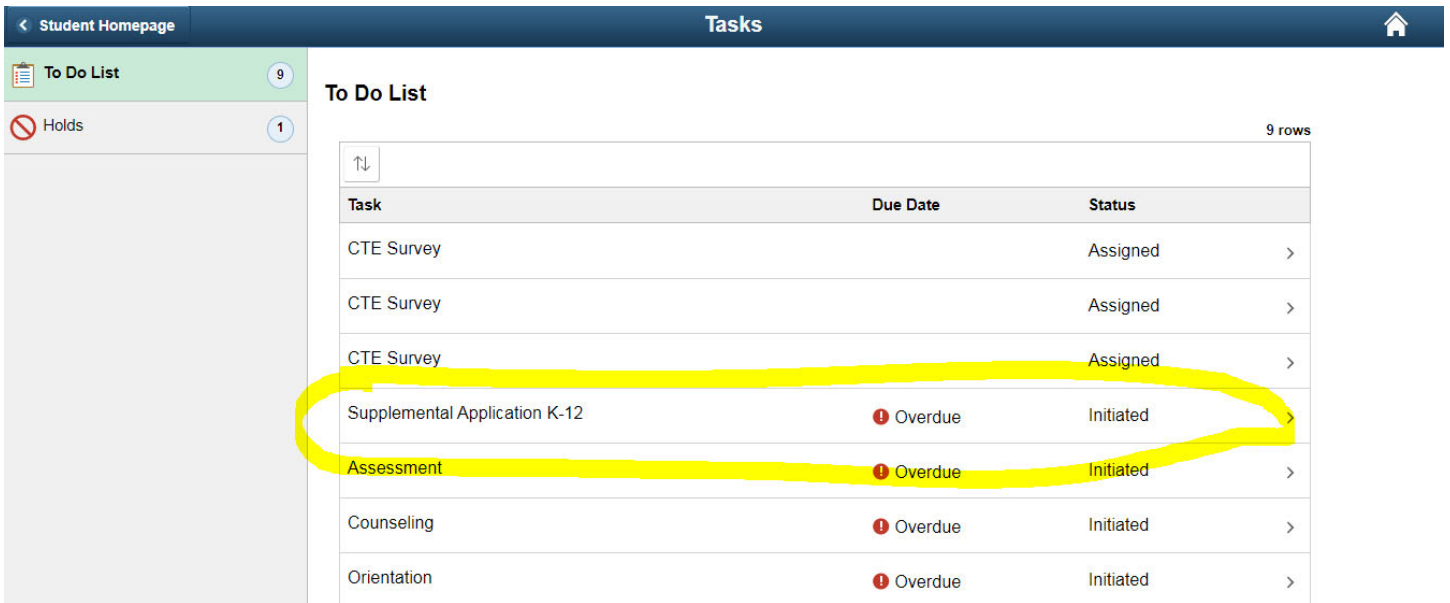 Student Homepage Tasks
To Do List 9
Holds 1
To Do List
9 rows
Task Due Date Status
CTE Survey Assigned
CTE Survey Assigned
CTE Survey Assigned
Supplemental Application K-12 Overdue Initiated
Assessment Overdue Initiated
Counseling Overdue Initiated
Orientation Overdue Initiated